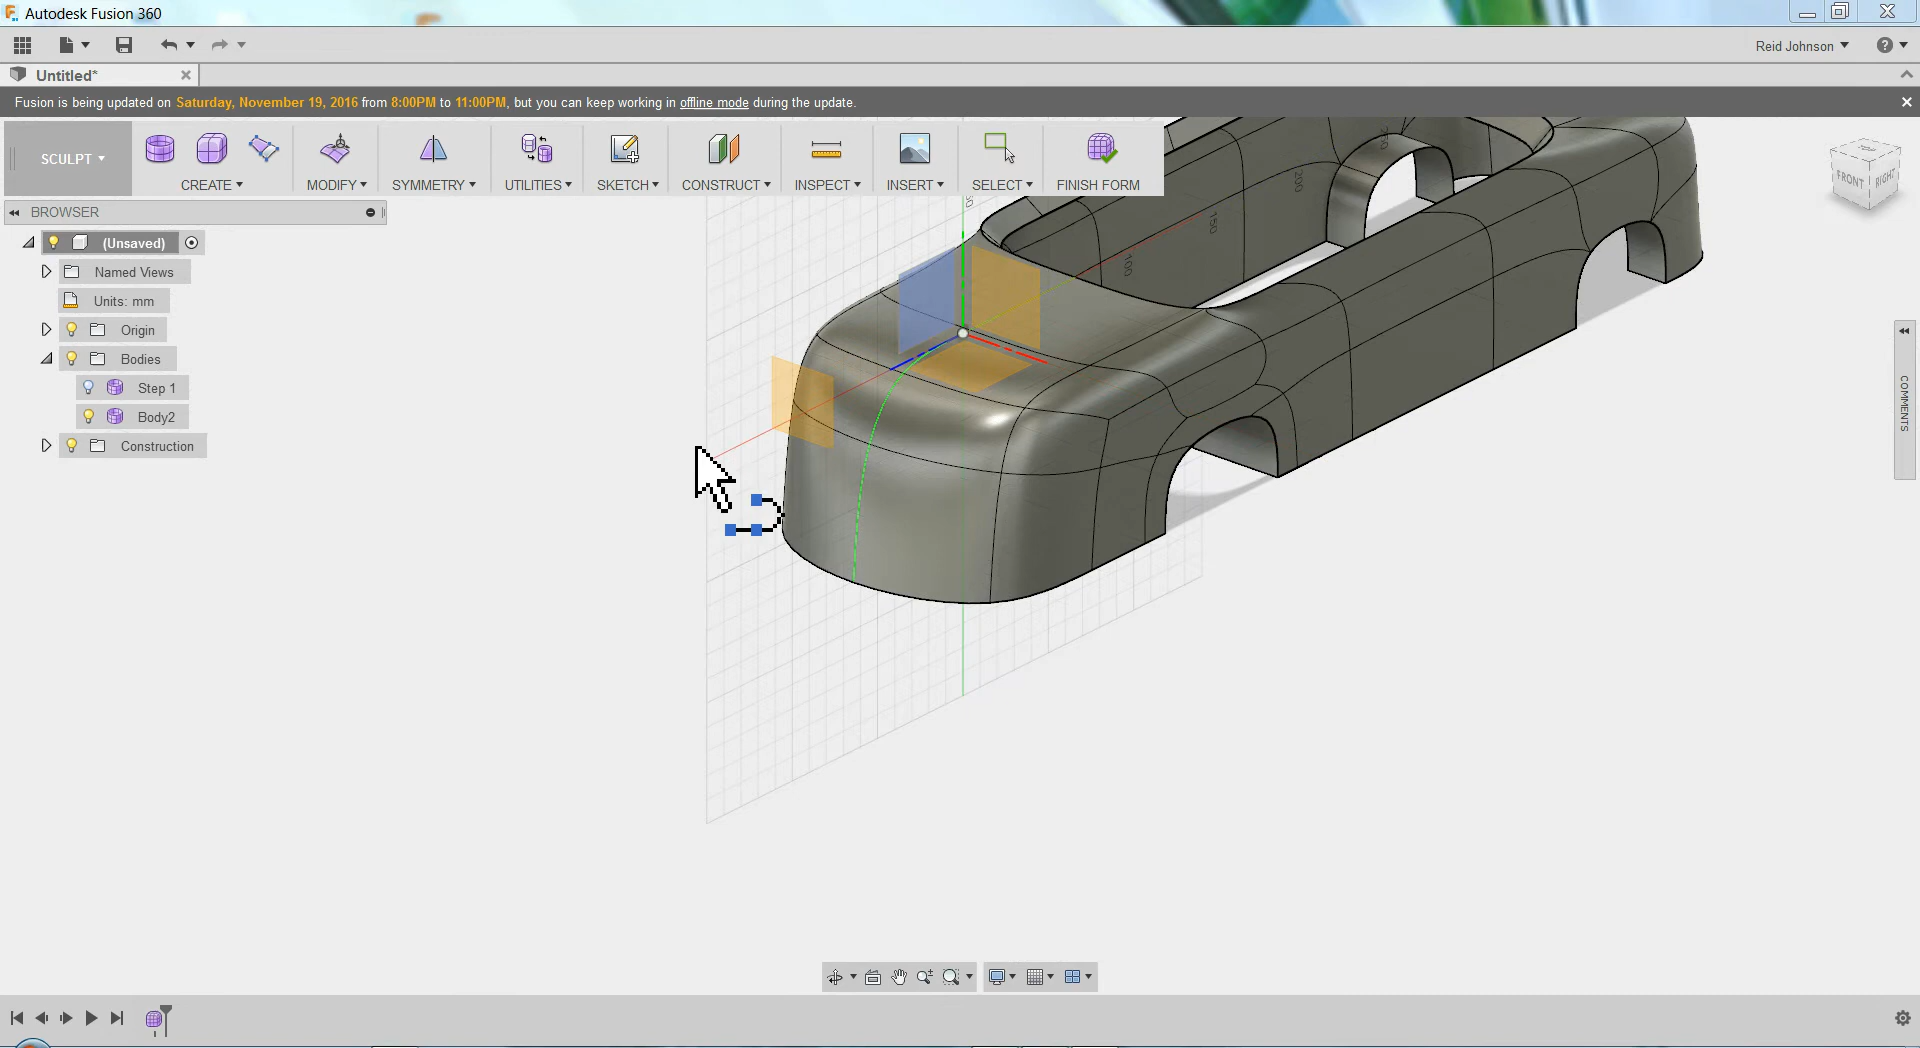 Autodesk Fusion 360
Reid Johnson
Untitled*
Fusion is being updated on Saturday, November 19, 2016 from 8:00PM to 11:00PM, but you can keep working in offline mode during the update.
SCULPT
CREATE
MODIFY
SYMMETRY
UTILITIES
SKETCH
CONSTRUCT
INSPECT
INSERT
SELECT
FINISH FORM
FRONT
RIGHT
BROWSER
(Unsaved)
Named Views
Units: mm
Origin
Bodies
Step 1
Body2
Construction
200
150
100
COMMENTS